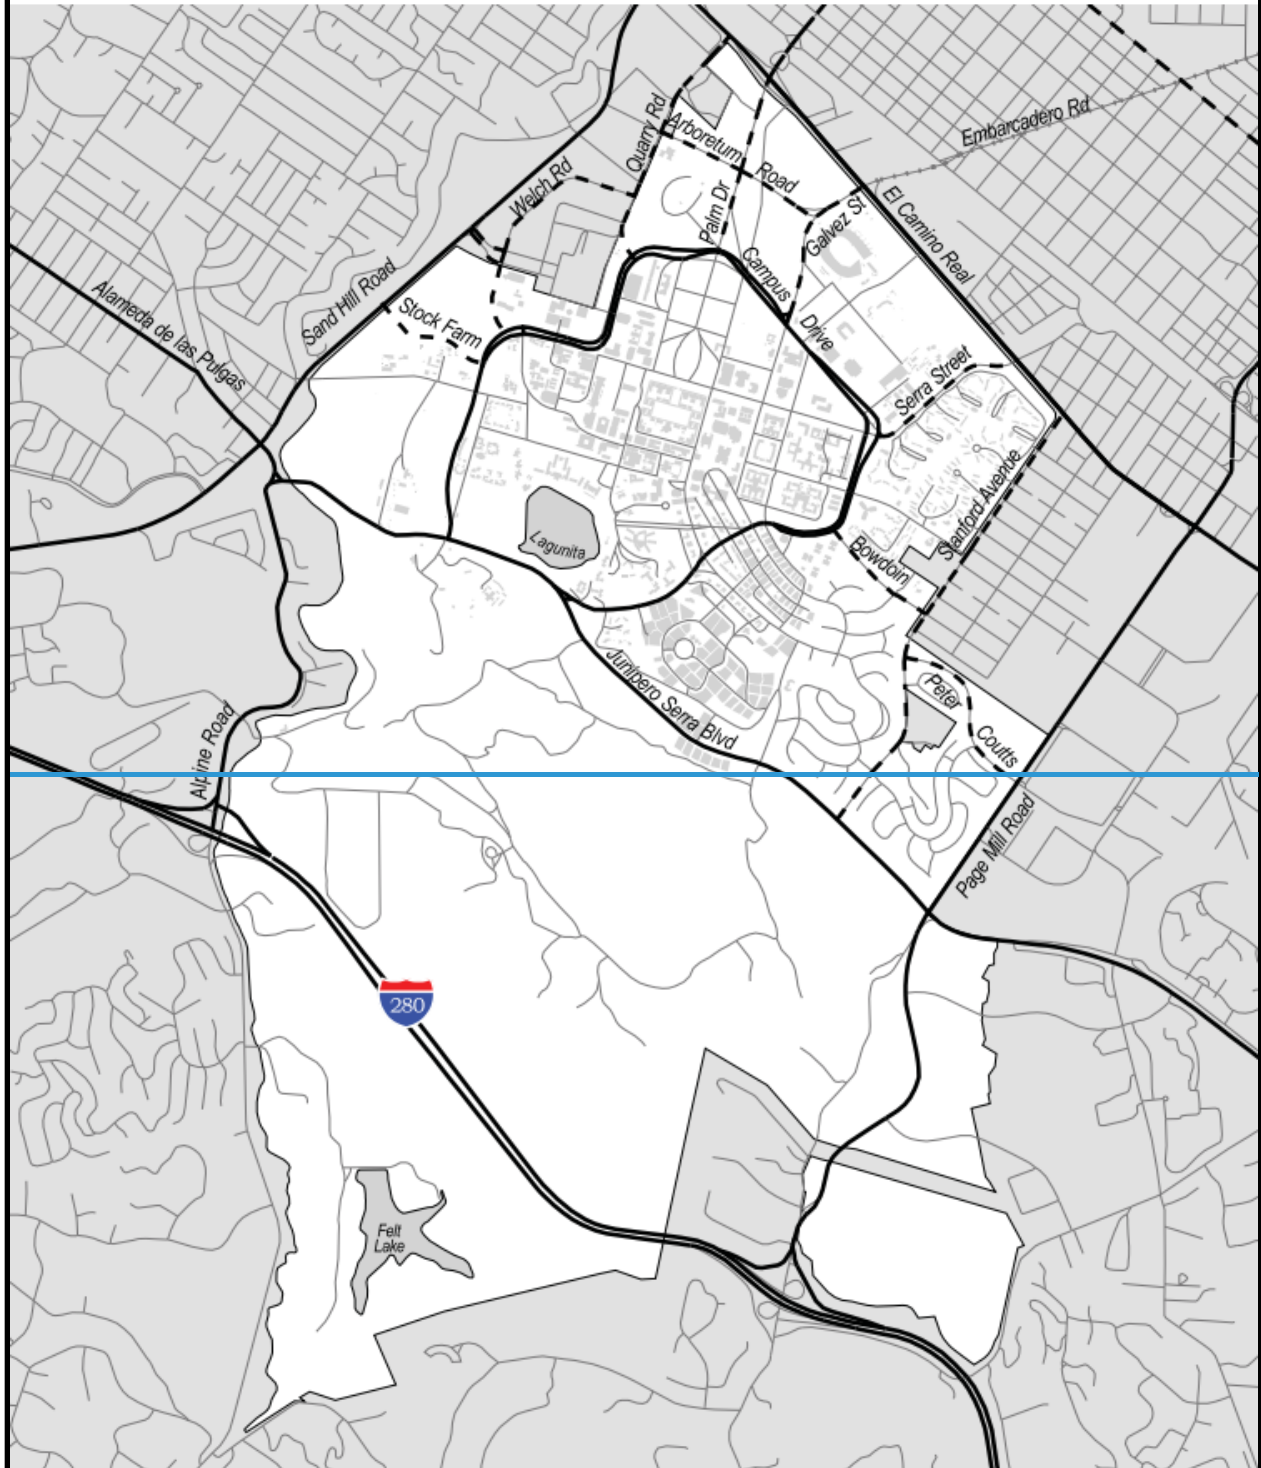 Embarcadero Rd
Quarry Rd
Arboretum
Road
Welch Rd
Palm Dr
Galvez St
El Camino Real
Campus
Drive
Sand Hill Road
Alameda de las Pulgas
Stock Farm
Serra Street
Stanford Avenue
Lagunita
Bowdoin
Junipero Serra Blvd
Peter
Coutts
Alpine Road
Page Mill Road
280
Felt
Lake